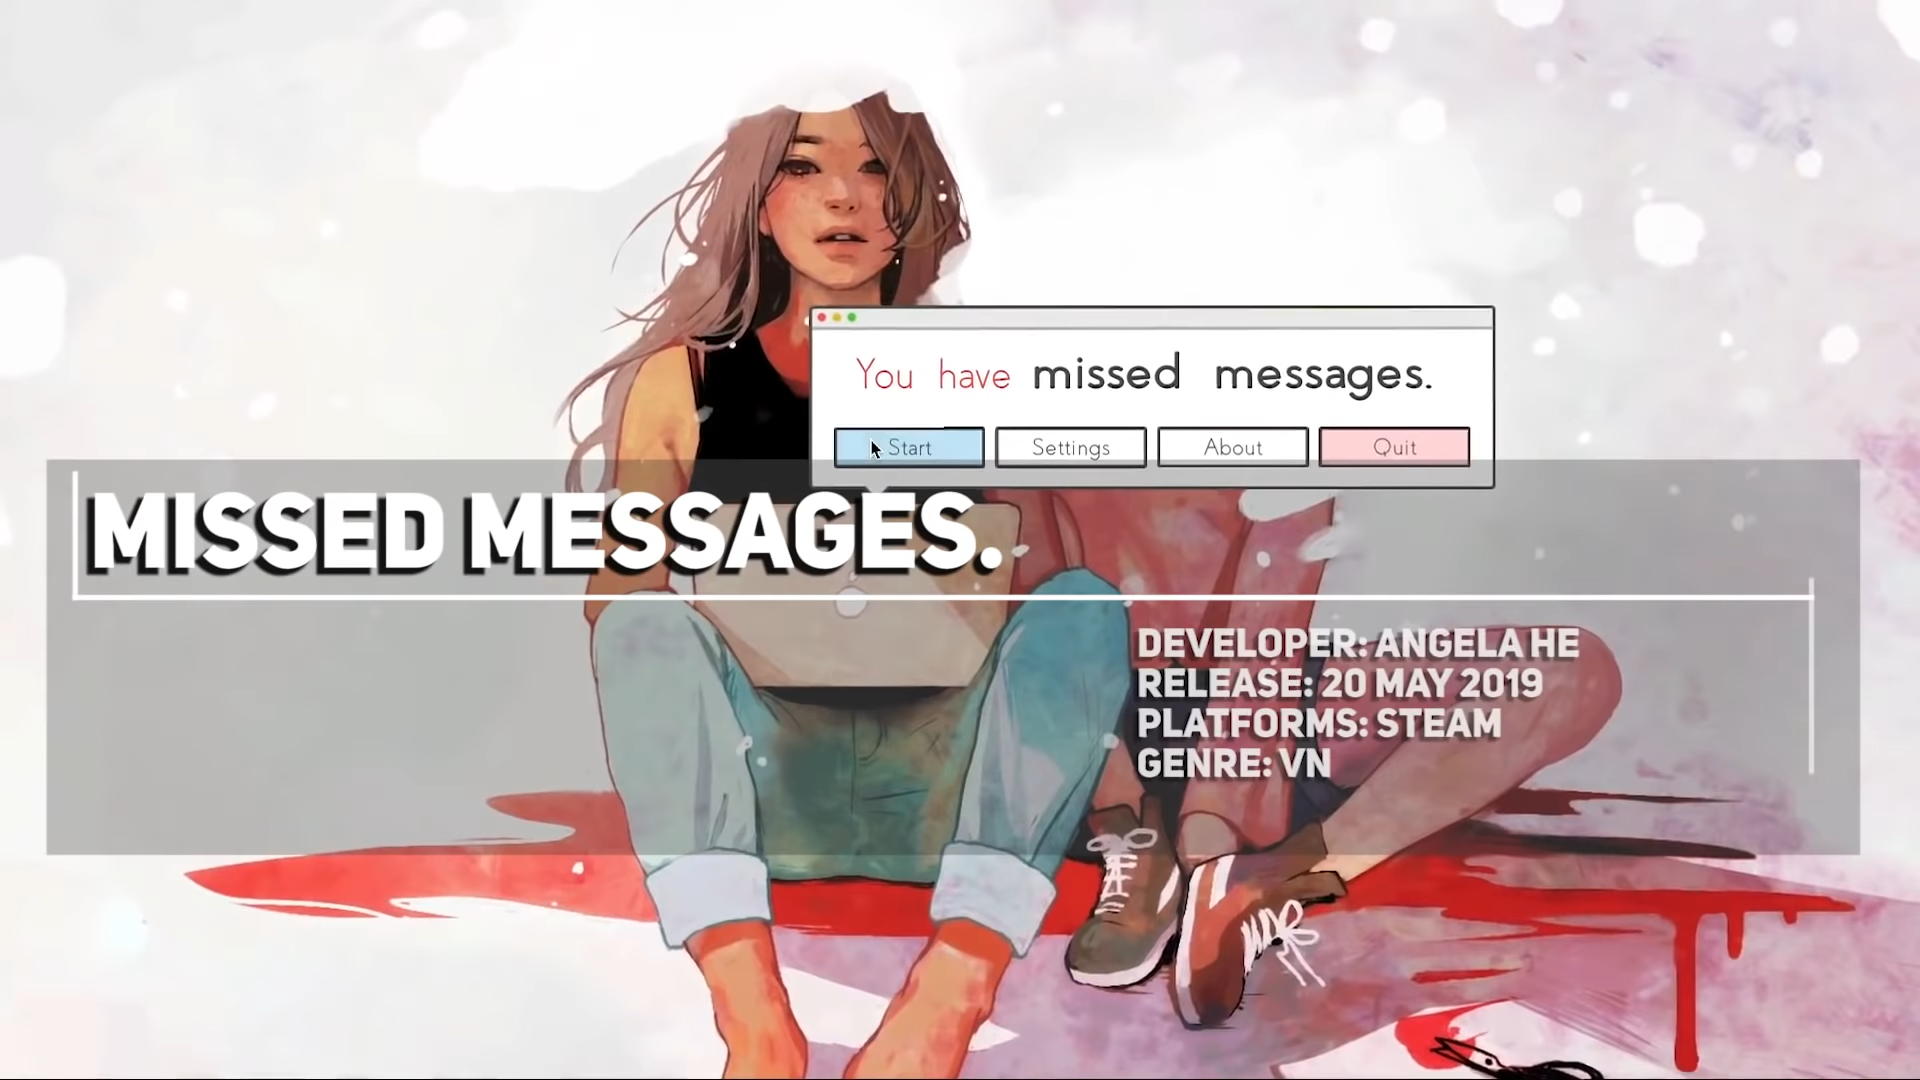 You have missed messages.
Start Settings About Quit
MISSED MESSAGES.
DEVELOPER: ANGELA HE
RELEASE: 20 MAY 2019
PLATFORMS: STEAM
GENRE: VN